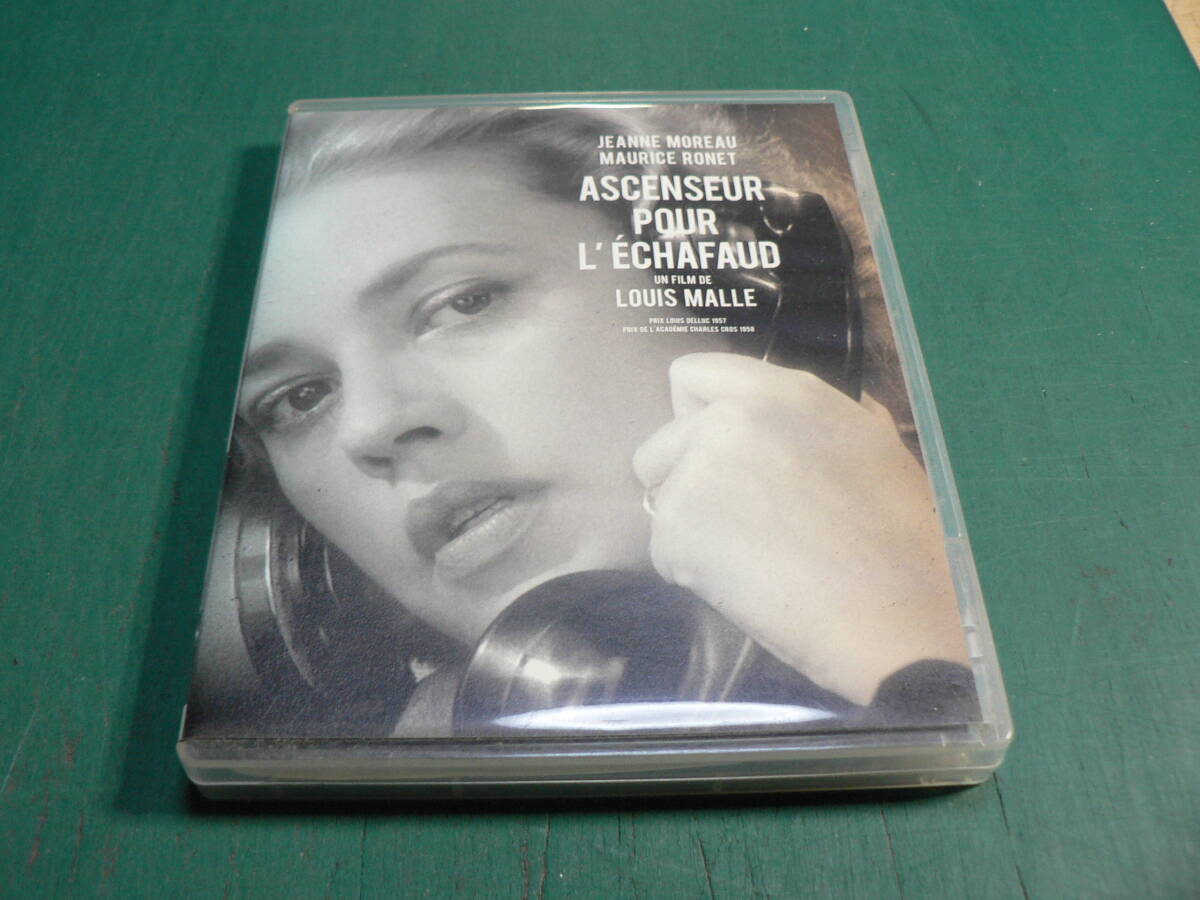 JEANNE MOREAU
MAURICE RONET
ASCENSEUR
POUR
L'ÉCHAFAUD
UN FILM DE
LOUIS MALLE
PRIX LOUIS DELLUC 1957
PRIX DE L'ACADÉMIE CHARLES CROS 1958